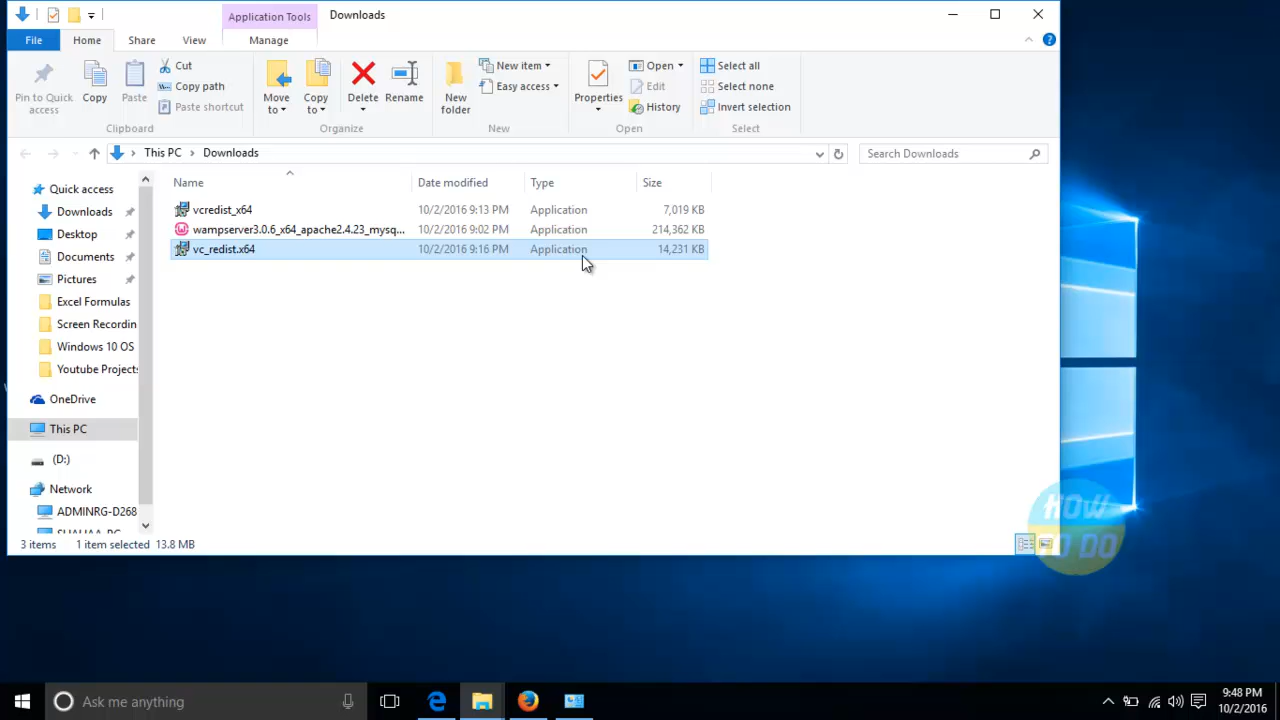 Application Tools Downloads
File Home Share View Manage
Pin to Quick access
Copy
Paste
Cut
Copy path
Paste shortcut
Clipboard
Move to
Copy to
Delete
Rename
Organize
New folder
New item
Easy access
New
Properties
Open
Edit
History
Open
Select all
Select none
Invert selection
Select
This PC Downloads
Search Downloads
Name Date modified Type Size
vcredist_x64 10/2/2016 9:13 PM Application 7,019 KB
wampserver3.0.6_x64_apache2.4.23_mysq... 10/2/2016 9:02 PM Application 214,362 KB
vc_redist.x64 10/2/2016 9:16 PM Application 14,231 KB
Quick access
Downloads
Desktop
Documents
Pictures
Excel Formulas
Screen Recordin
Windows 10 OS
Youtube Projects
OneDrive
This PC
(D:)
Network
ADMINRG-D268
3 items 1 item selected 13.8 MB
HOW
TO DO
Ask me anything
9:48 PM
10/2/2016